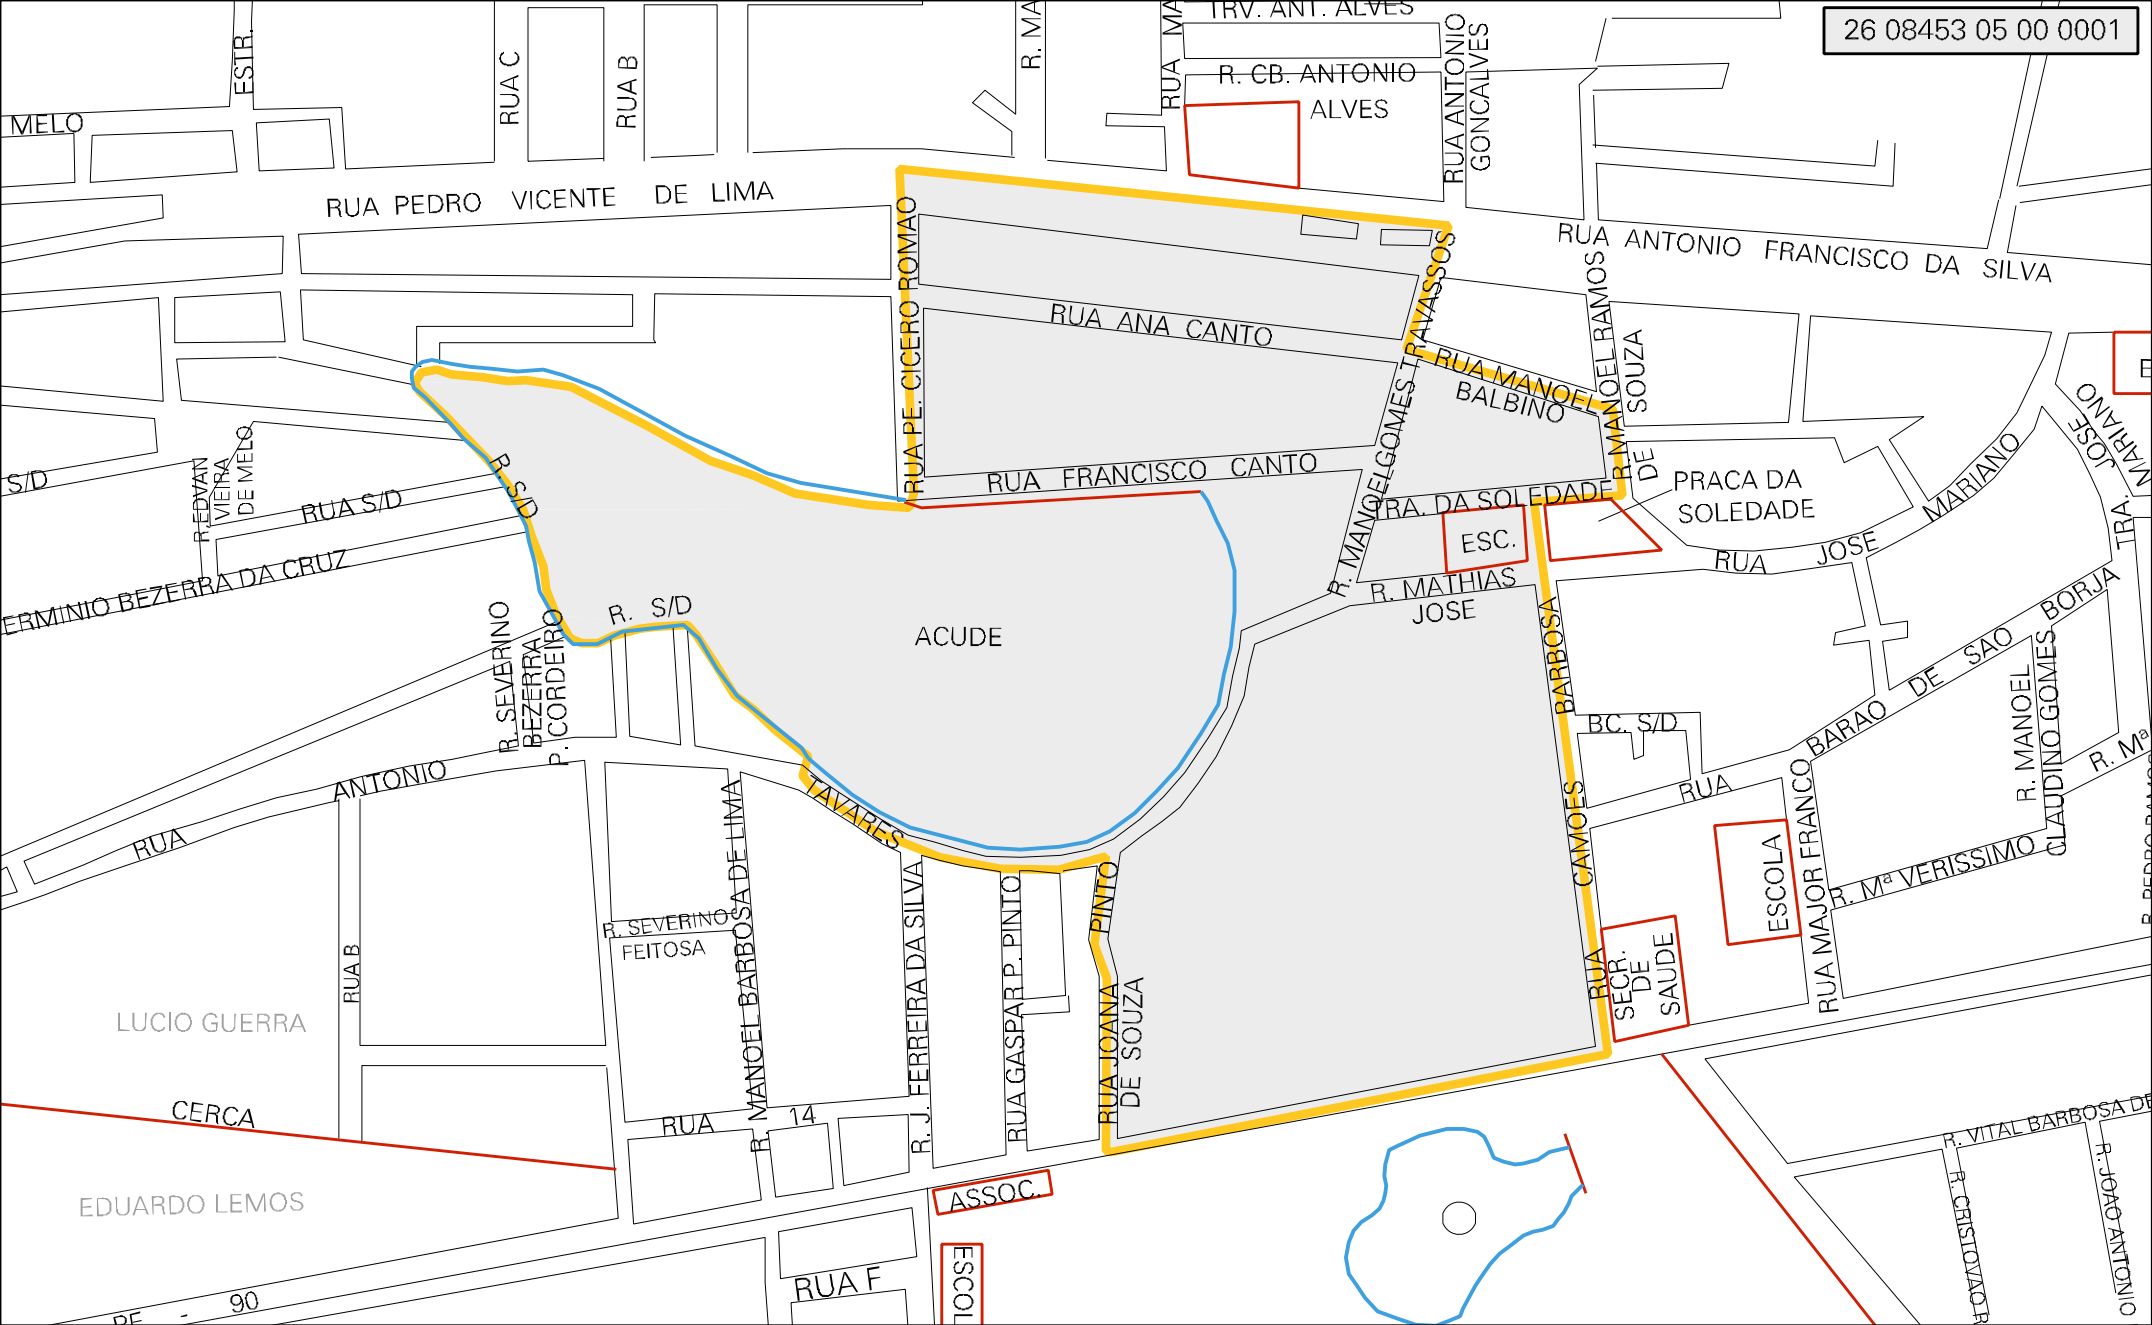 TRV. ANT. ALVES
26 08453 05 00 0001
ESTR.
RUA C
RUA B
R. MA
RUA MA
R. CB. ANTONIO
ALVES
RUA ANTONIO
GONCALVES
MELO
RUA PEDRO VICENTE DE LIMA
RUA PE. CICERO ROMAO
RUA ANTONIO FRANCISCO DA SILVA
RUA ANA CANTO
R. MANOEL GOMES TRAVASSOS
RUA MANOEL
BALBINO
R. MANOEL RAMOS
DE SOUZA
JOSE
MARIANO
TRA.
RUA FRANCISCO CANTO
TRA. DA SOLEDADE
PRACA DA
SOLEDADE
ESC.
RUA JOSE MARIANO
R. MATHIAS
JOSE
S/D
R. REDVAN
VIEIRA
DE MELO
RUA S/D
R. S/D
ERMINIO BEZERRA DA CRUZ
R. SEVERINO
BEZERRA
P. CORDEIRO
R. S/D
ACUDE
RUA CAMOES BARBOSA
BC. S/D
RUA BARAO DE SAO BORJA
R. MANOEL
CLAUDINO GOMES
R. Mª
R. Mª VERISSIMO
RUA MAJOR FRANCO
ESCOLA
SECR.
DE
SAUDE
RUA ANTONIO TAVARES
R. MANOEL BARBOSA DE LIMA
R. SEVERINO
FEITOSA
RUA B
R. J. FERREIRA DA SILVA
RUA GASPAR P. PINTO
RUA JOANA PINTO
DE SOUZA
LUCIO GUERRA
CERCA
EDUARDO LEMOS
RUA 14
ASSOC.
ESCOL
RUA F
PE - 90
R. VITAL BARBOSA DE
R. CRISTOVAO
R. JOAO ANTONIO